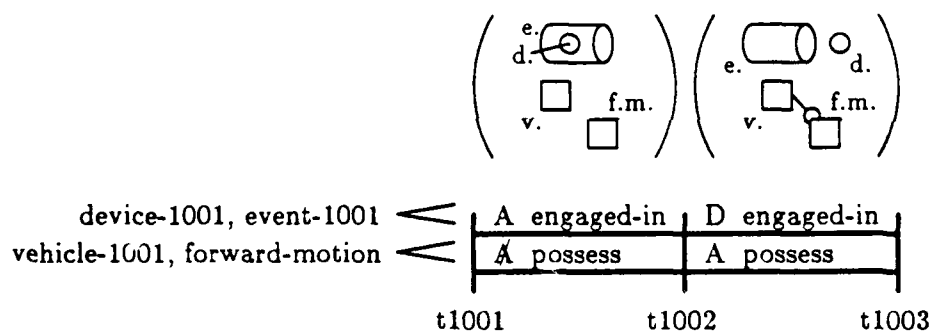 e.
d.
e.
d.
v.
f.m.
v.
f.m.
device-1001, event-1001 A engaged-in D engaged-in
vehicle-1001, forward-motion A̸ possess A possess
t1001 t1002 t1003